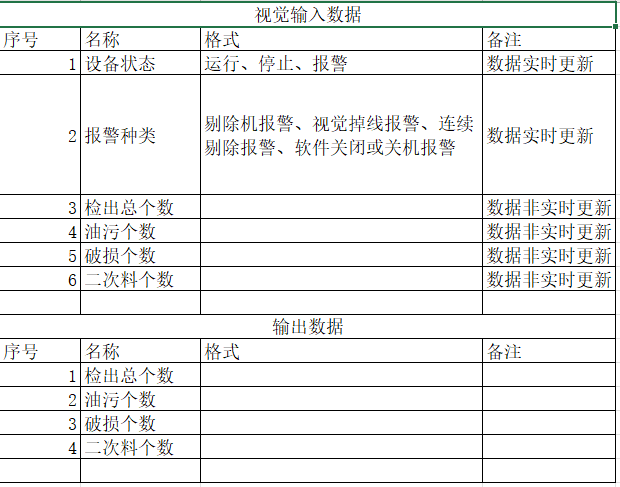 视觉输入数据
序号 名称 格式 备注
1 设备状态 运行、停止、报警 数据实时更新
2 报警种类 剔除机报警、视觉掉线报警、连续
剔除报警、软件关闭或关机报警 数据实时更新
3 检出总个数 数据非实时更新
4 油污个数 数据非实时更新
5 破损个数 数据非实时更新
6 二次料个数 数据非实时更新
输出数据
序号 名称 格式 备注
1 检出总个数
2 油污个数
3 破损个数
4 二次料个数